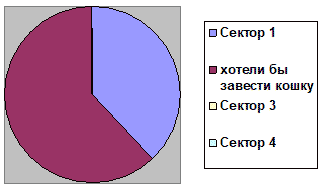 Сектор 1
хотели бы
завести кошку
Сектор 3
Сектор 4